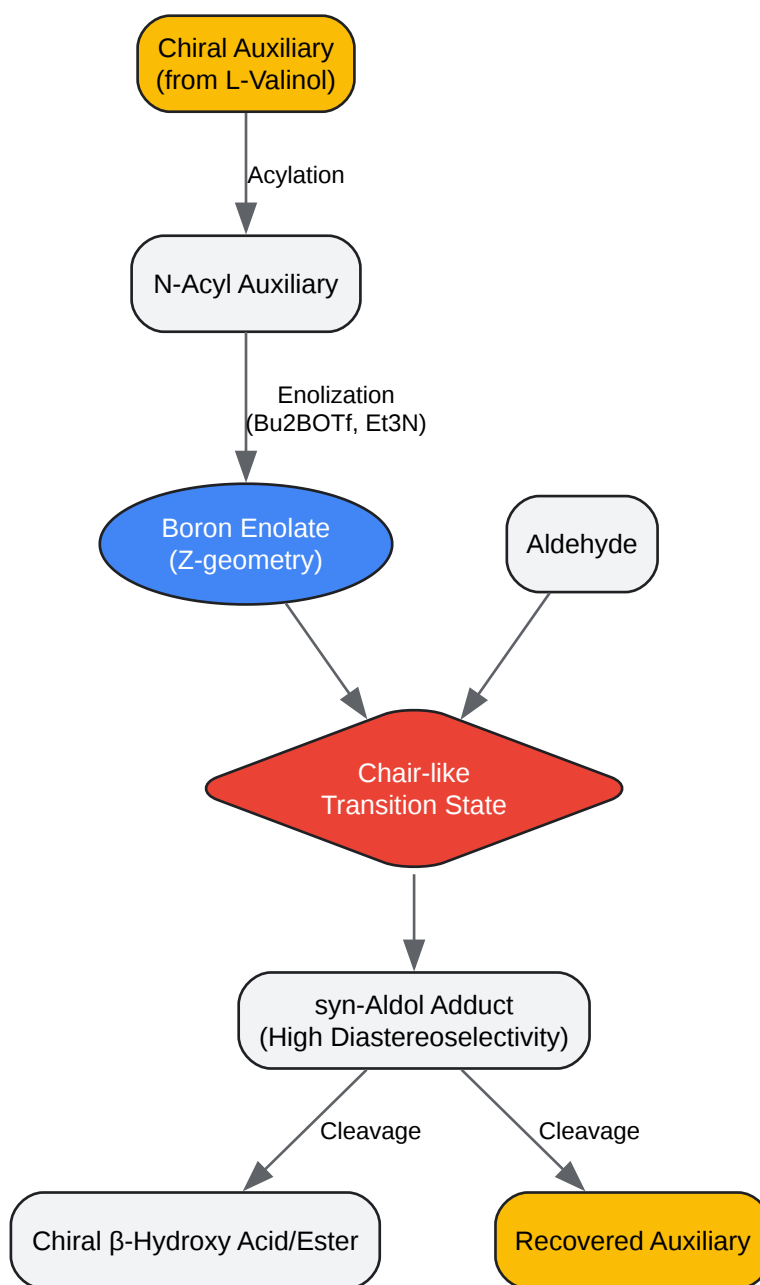 Chiral Auxiliary
(from L-Valinol)
Acylation
N-Acyl Auxiliary
Enolization
(Bu2BOTf, Et3N)
Boron Enolate
(Z-geometry)
Aldehyde
Chair-like
Transition State
syn-Aldol Adduct
(High Diastereoselectivity)
Cleavage
Cleavage
Chiral β-Hydroxy Acid/Ester
Recovered Auxiliary